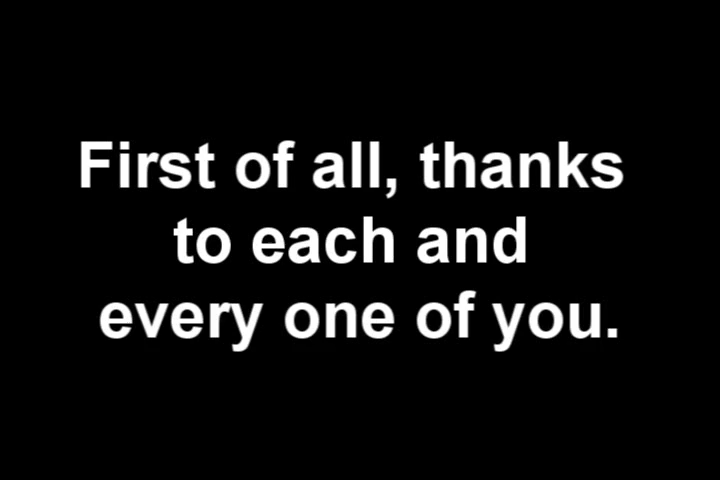 First of all, thanks
to each and
every one of you.